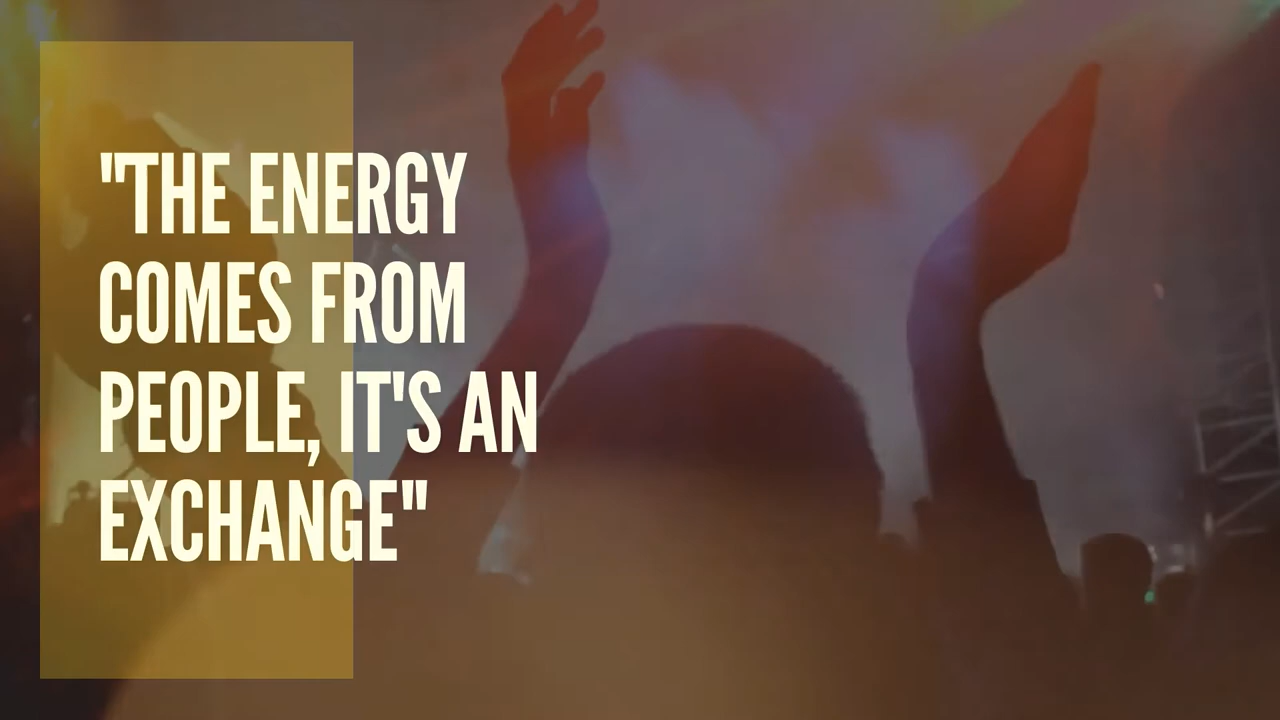 "THE ENERGY
COMES FROM
PEOPLE, IT'S AN
EXCHANGE"